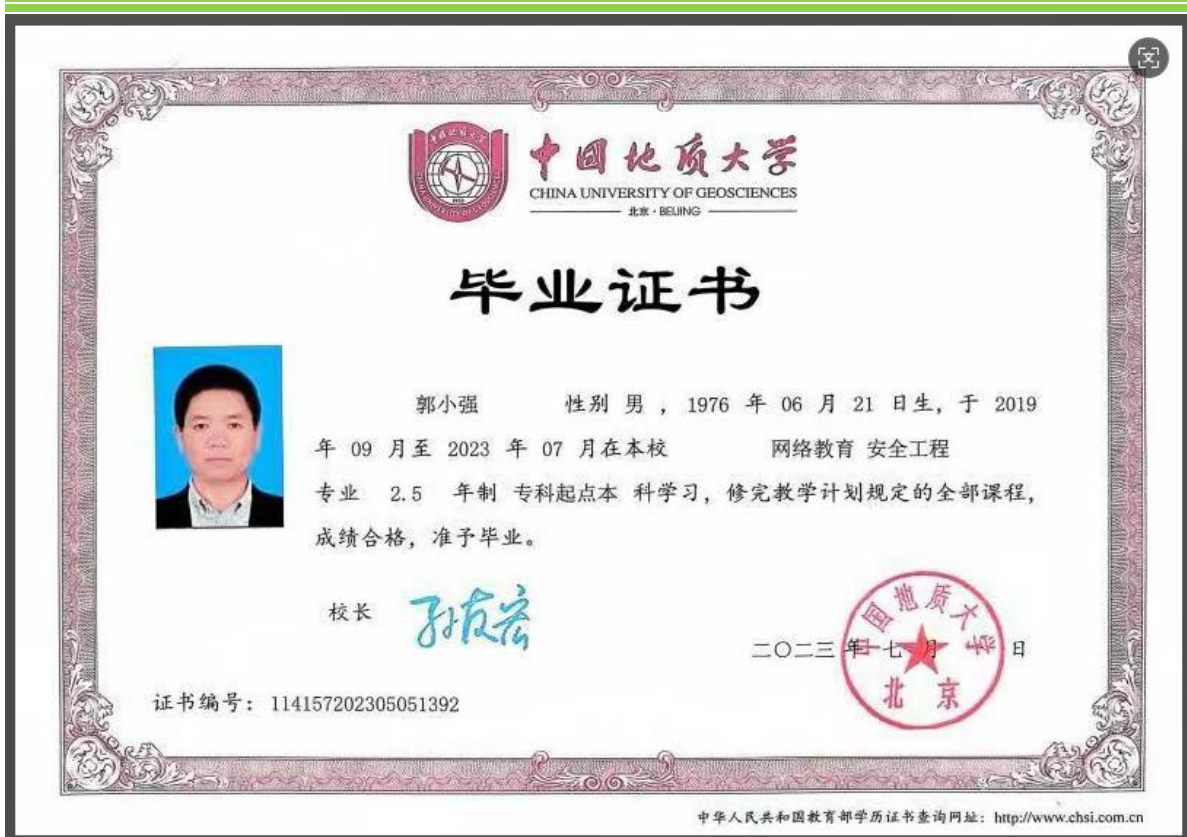 中国地质大学
CHINA UNIVERSITY OF GEOSCIENCES
北京·BEIJING
毕业证书
郭小强 性别 男 ，1976 年 06 月 21 日生，于 2019
年 09 月至 2023 年 07 月在本校 网络教育 安全工程
专业 2.5 年制 专科起点本 科学习，修完教学计划规定的全部课程，
成绩合格，准予毕业。
校长 孙友宏
二〇二三 年 七 月 日
中国地质大学
北京
证书编号：114157202305051392
中华人民共和国教育部学历证书查询网址：http://www.chsi.com.cn